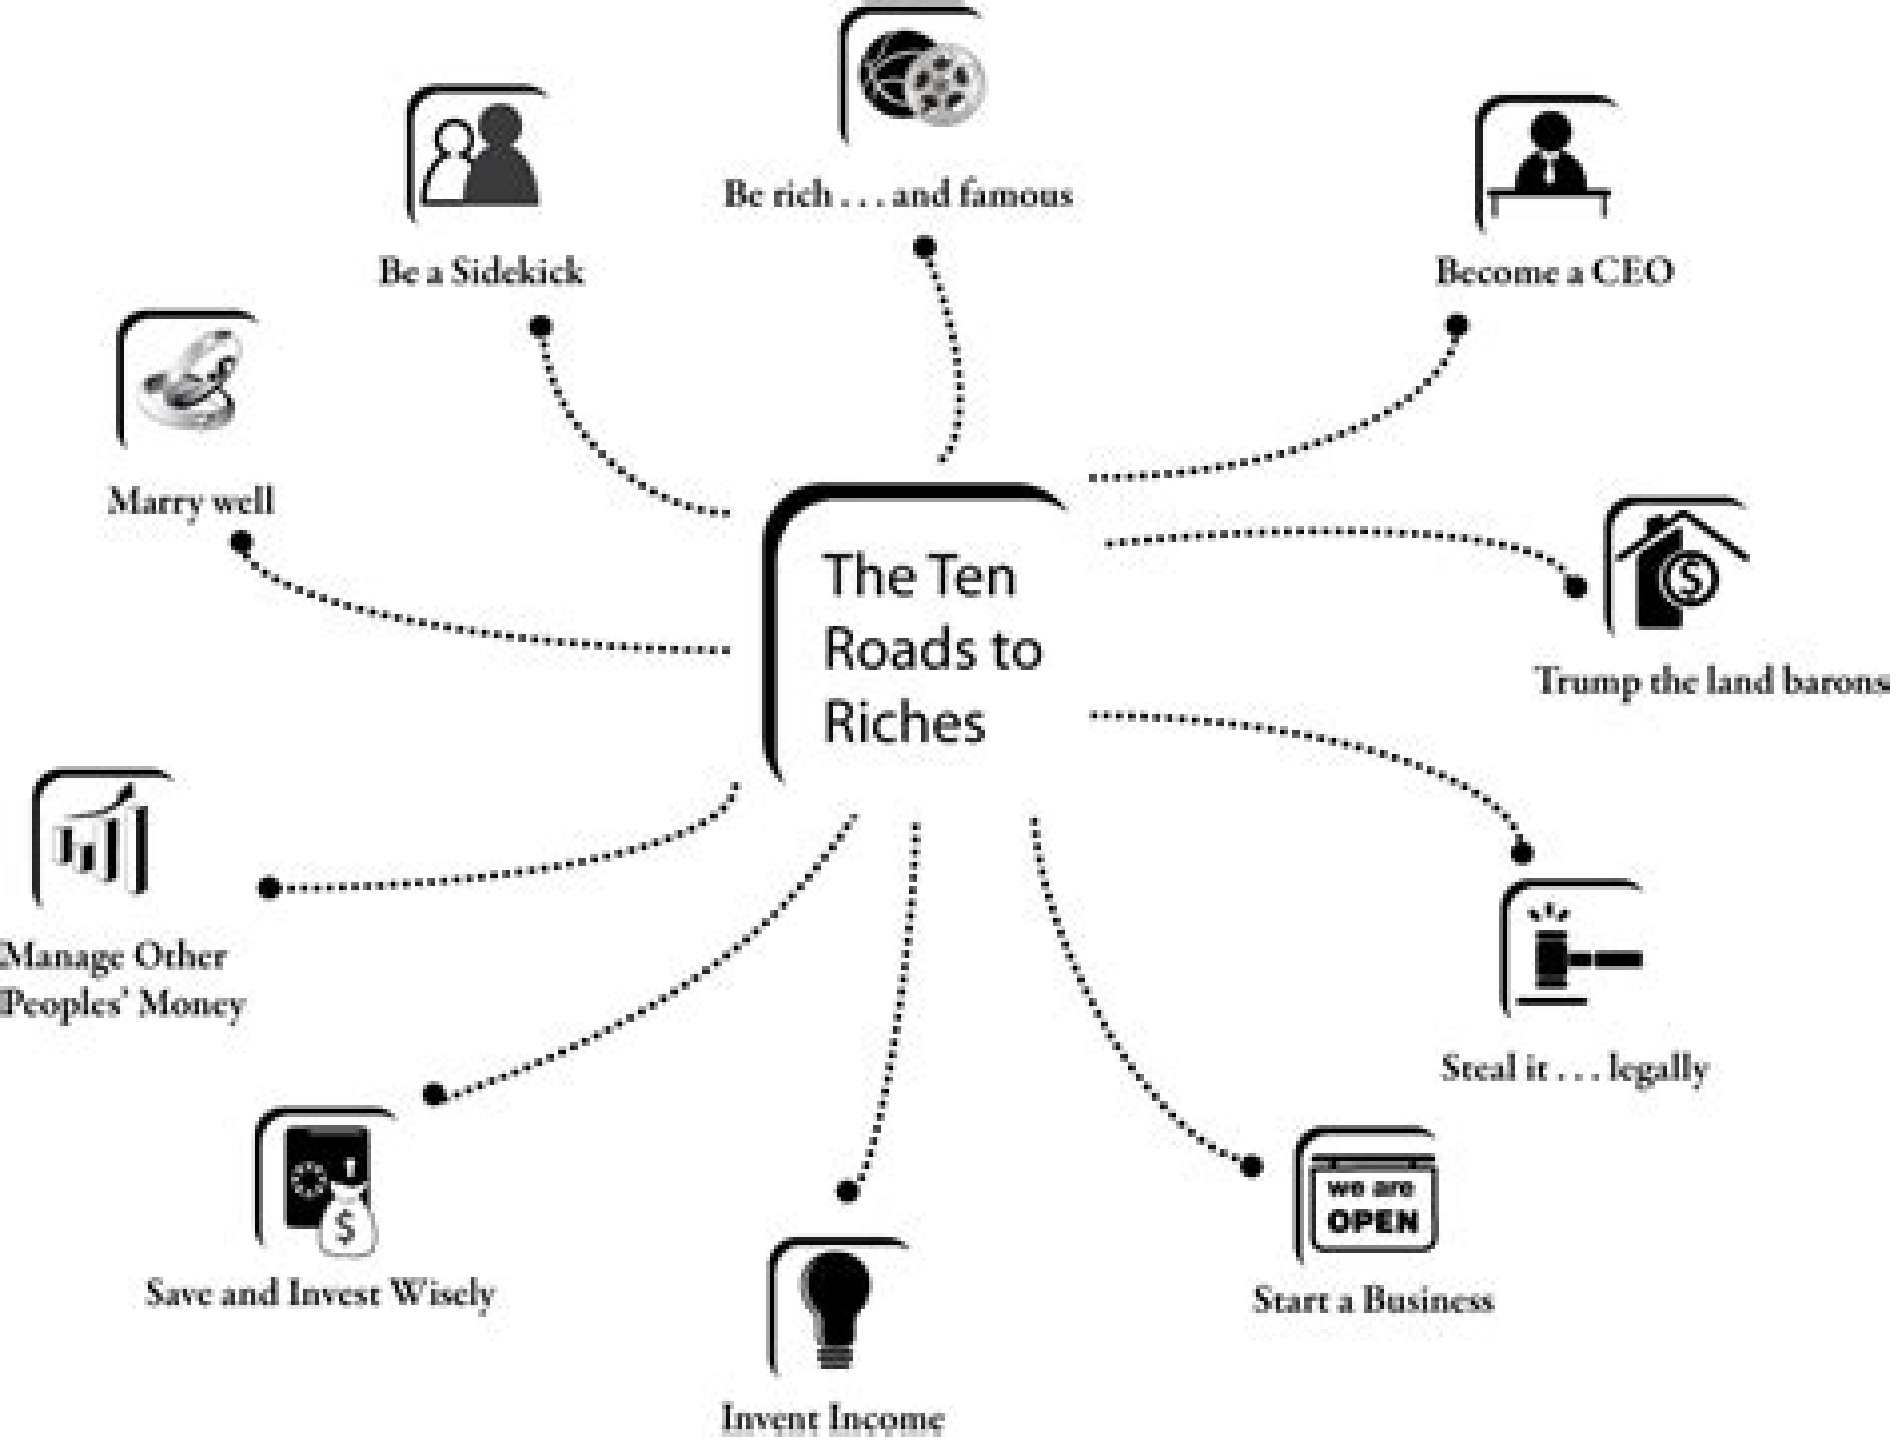 Be rich . . . and famous
Be a Sidekick
Become a CEO
Marry well
The Ten
Roads to
Riches
Trump the land barons
$
Manage Other
Peoples' Money
Steal it . . . legally
$
we are
OPEN
Save and Invest Wisely
Start a Business
Invent Income